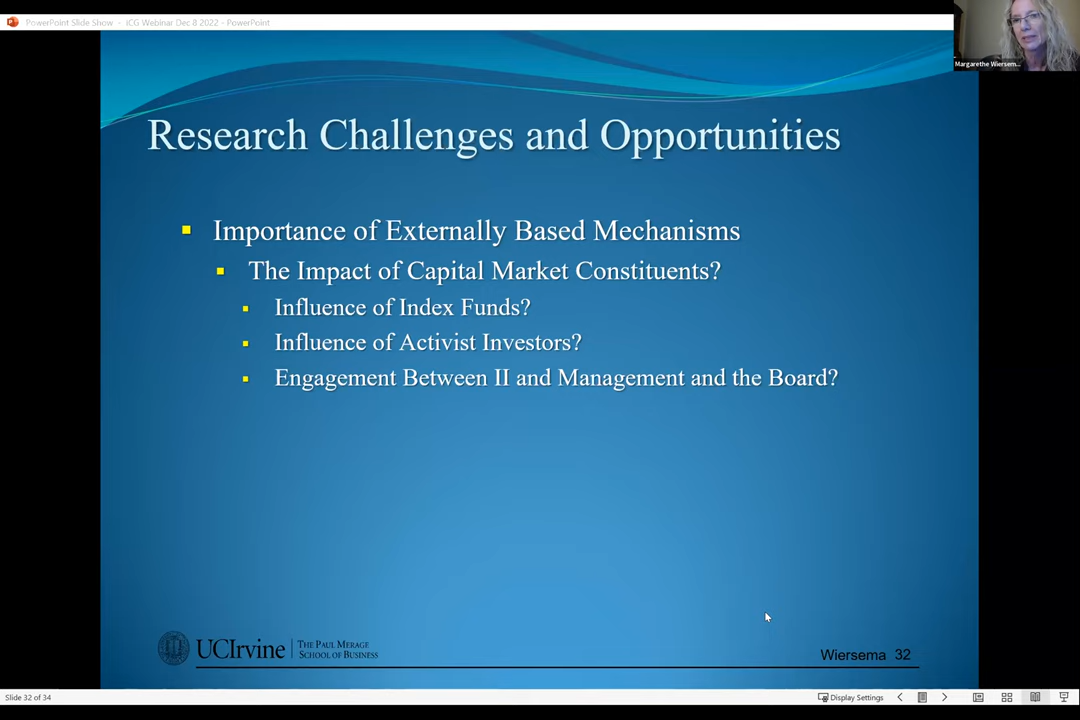 PowerPoint Slide Show - ICG Webinar Dec 8 2022 - PowerPoint
Margarethe Wiersem...
Research Challenges and Opportunities
Importance of Externally Based Mechanisms
The Impact of Capital Market Constituents?
Influence of Index Funds?
Influence of Activist Investors?
Engagement Between II and Management and the Board?
UCIrvine
THE PAUL MERAGE
SCHOOL OF BUSINESS
Wiersema 32
Slide 32 of 34
Display Settings